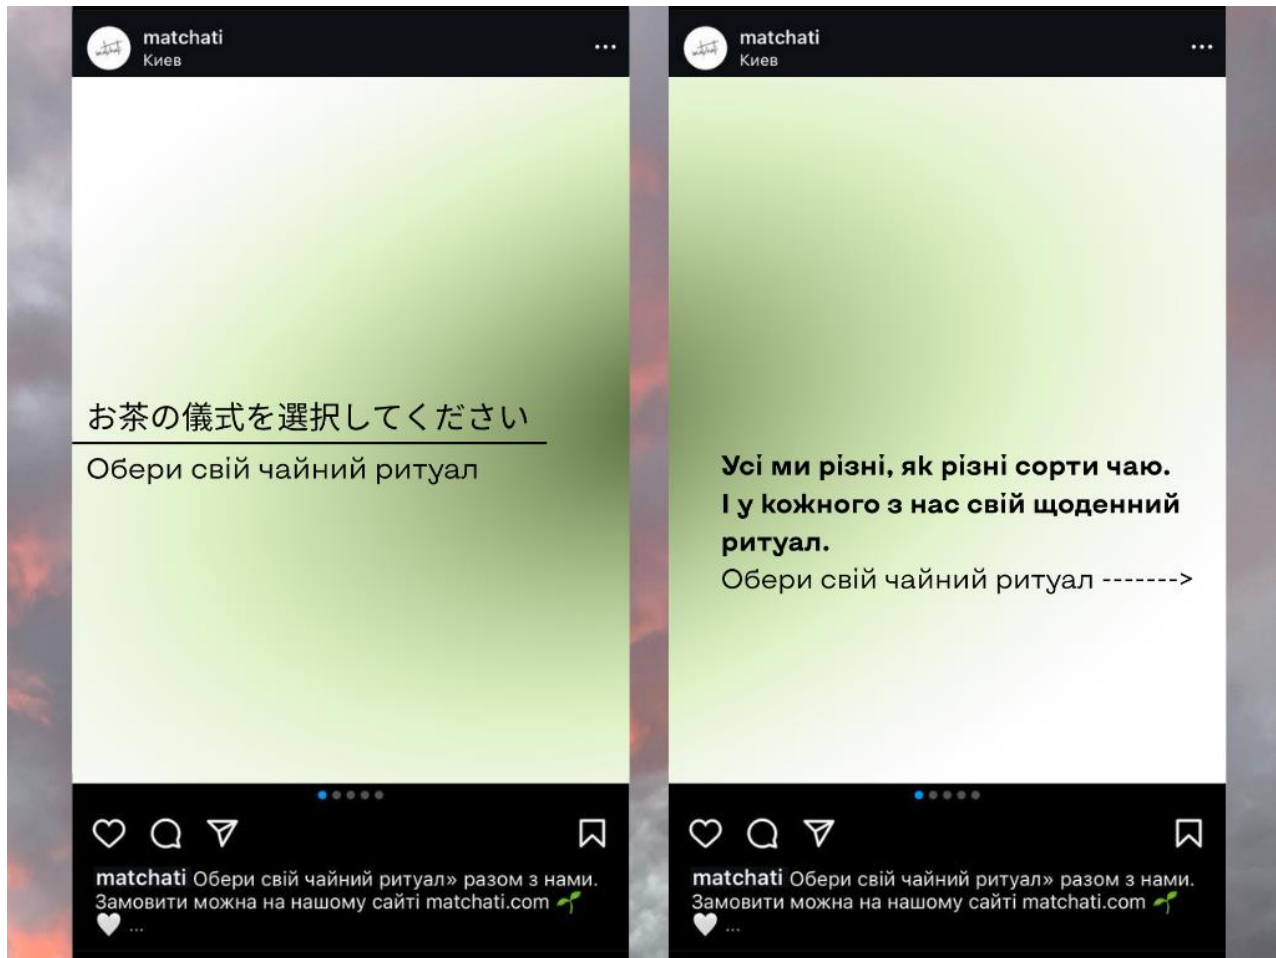 matchati
Киев
お茶の儀式を選択してください
Обери свій чайний ритуал
matchati Обери свій чайний ритуал» разом з нами.
Замовити можна на нашому сайті matchati.com 🌱
🤍 ...
matchati
Киев
Усі ми різні, як різні сорти чаю.
І у кожного з нас свій щоденний
ритуал.
Обери свій чайний ритуал ------->
matchati Обери свій чайний ритуал» разом з нами.
Замовити можна на нашому сайті matchati.com 🌱
🤍 ...